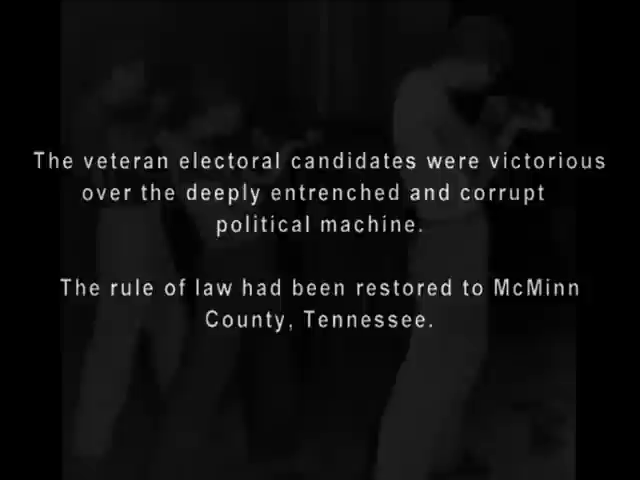 The veteran electoral candidates were victorious
over the deeply entrenched and corrupt
political machine.
The rule of law had been restored to McMinn
County, Tennessee.